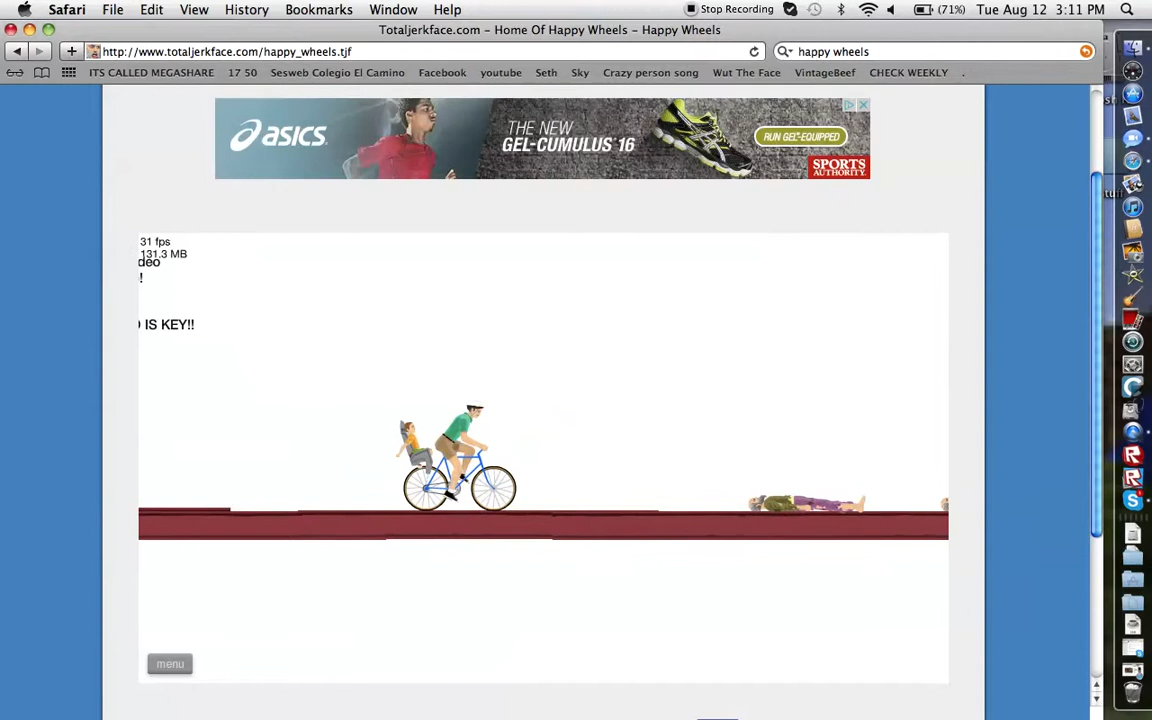 Safari File Edit View History Bookmarks Window Help Stop Recording (71%) Tue Aug 12 3:11 PM
Totaljerkface.com – Home Of Happy Wheels – Happy Wheels
http://www.totaljerkface.com/happy_wheels.tjf happy wheels
ITS CALLED MEGASHARE 17 50 Sesweb Colegio El Camino Facebook youtube Seth Sky Crazy person song Wut The Face VintageBeef CHECK WEEKLY .
asics
THE NEW
GEL-CUMULUS 16
RUN GEL-EQUIPPED
SPORTS
AUTHORITY.
31 fps
131.3 MB
deo
!
IS KEY!!
menu